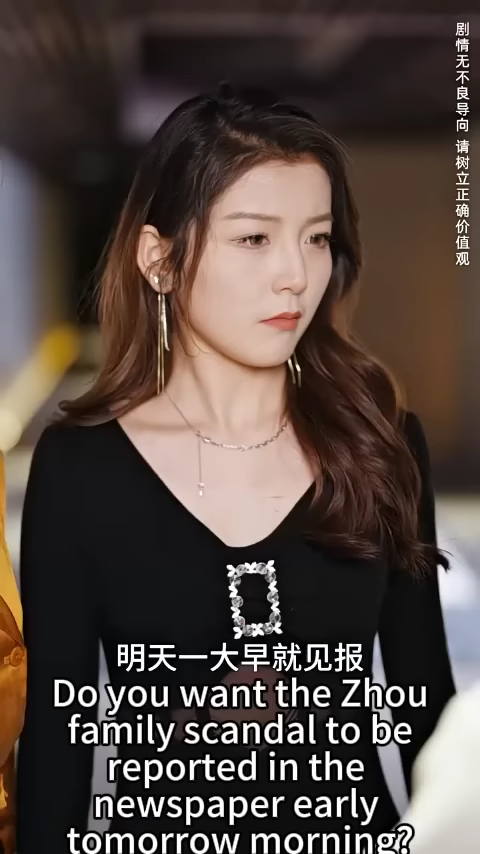 剧情无不良导向 请树立正确价值观
明天一大早就见报
Do you want the Zhou
family scandal to be
reported in the
newspaper early
tomorrow morning?